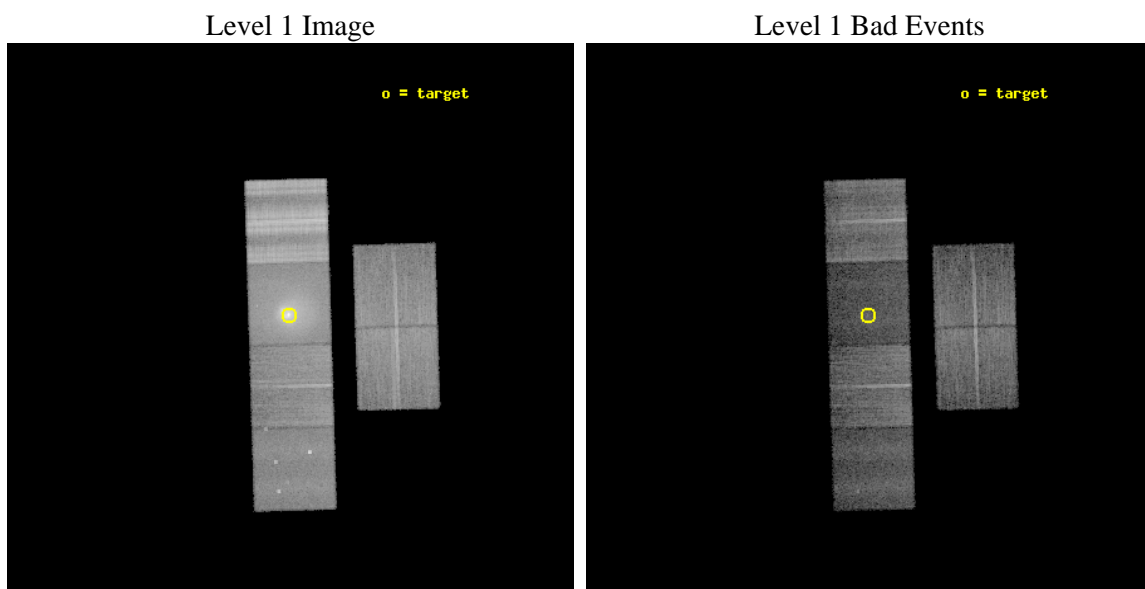 Level 1 Image
Level 1 Bad Events
o = target
o = target